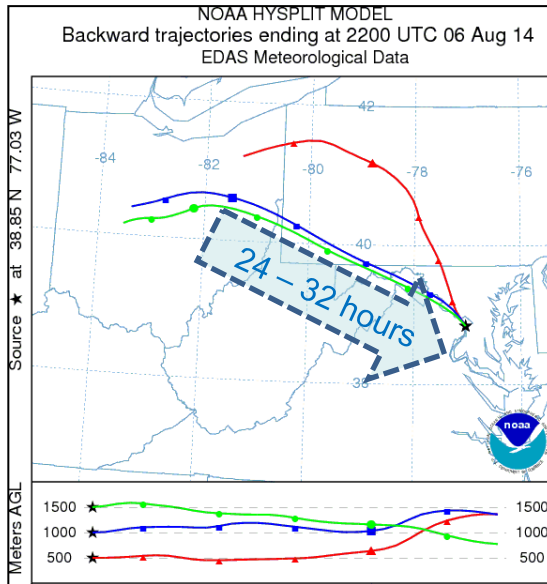 NOAA HYSPLIT MODEL
Backward trajectories ending at 2200 UTC 06 Aug 14
EDAS Meteorological Data
Source ★ at 38.85 N 77.03 W
42
-84
-82
-80
-78
-76
40
24 – 32 hours
38
noaa
Meters AGL
1500
1000
500
1500
1000
500